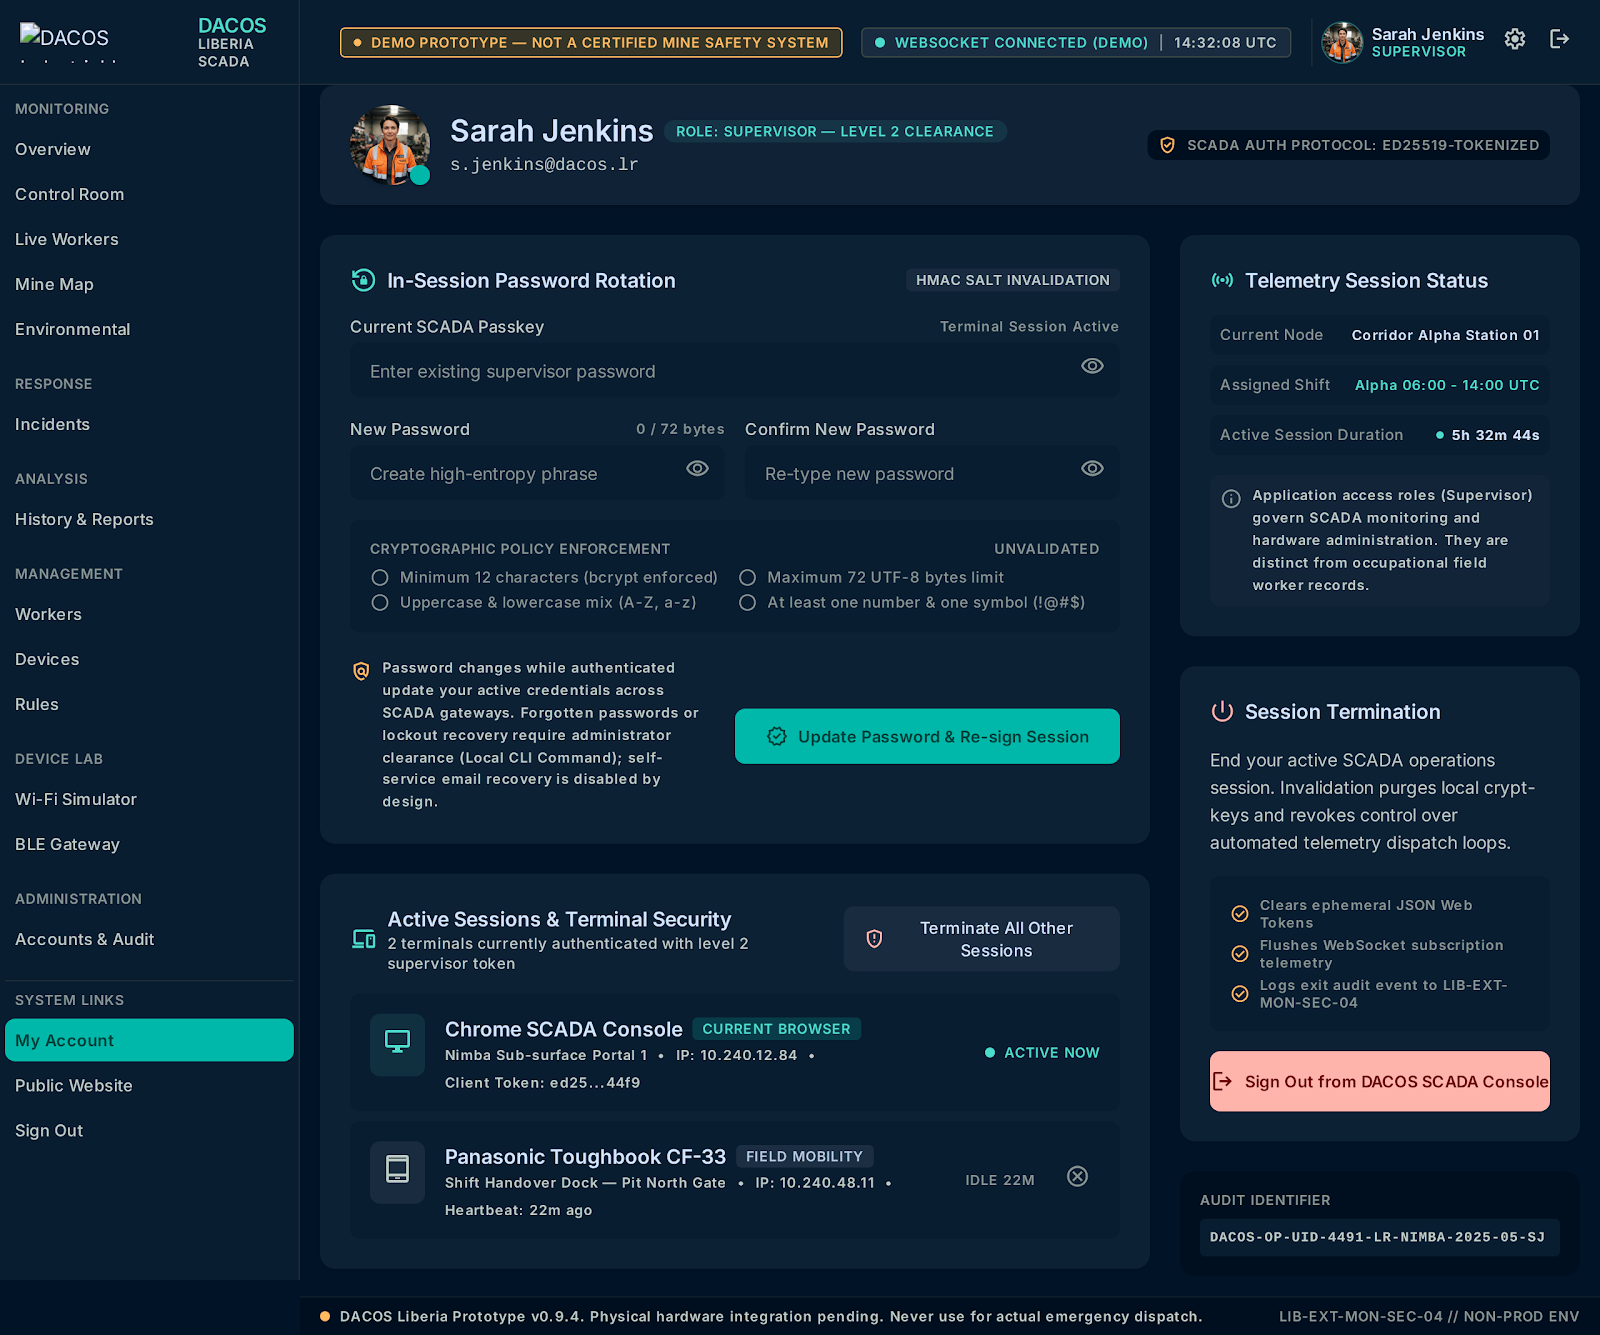 DACOS
DACOS
LIBERIA
SCADA
DEMO PROTOTYPE — NOT A CERTIFIED MINE SAFETY SYSTEM
WEBSOCKET CONNECTED (DEMO) | 14:32:08 UTC
Sarah Jenkins
SUPERVISOR
MONITORING
Overview
Control Room
Live Workers
Mine Map
Environmental
RESPONSE
Incidents
ANALYSIS
History & Reports
MANAGEMENT
Workers
Devices
Rules
DEVICE LAB
Wi-Fi Simulator
BLE Gateway
ADMINISTRATION
Accounts & Audit
SYSTEM LINKS
My Account
Public Website
Sign Out
Sarah Jenkins
ROLE: SUPERVISOR — LEVEL 2 CLEARANCE
s.jenkins@dacos.lr
SCADA AUTH PROTOCOL: ED25519-TOKENIZED
In-Session Password Rotation
HMAC SALT INVALIDATION
Current SCADA Passkey
Terminal Session Active
Enter existing supervisor password
New Password
0 / 72 bytes
Confirm New Password
Create high-entropy phrase
Re-type new password
CRYPTOGRAPHIC POLICY ENFORCEMENT
UNVALIDATED
Minimum 12 characters (bcrypt enforced)
Maximum 72 UTF-8 bytes limit
Uppercase & lowercase mix (A-Z, a-z)
At least one number & one symbol (!@#$)
Password changes while authenticated
update your active credentials across
SCADA gateways. Forgotten passwords or
lockout recovery require administrator
clearance (Local CLI Command); self-
service email recovery is disabled by
design.
Update Password & Re-sign Session
Active Sessions & Terminal Security
2 terminals currently authenticated with level 2
supervisor token
Terminate All Other
Sessions
Chrome SCADA Console
CURRENT BROWSER
Nimba Sub-surface Portal 1 • IP: 10.240.12.84 •
Client Token: ed25...44f9
ACTIVE NOW
Panasonic Toughbook CF-33
FIELD MOBILITY
Shift Handover Dock — Pit North Gate • IP: 10.240.48.11 •
Heartbeat: 22m ago
IDLE 22M
Telemetry Session Status
Current Node
Corridor Alpha Station 01
Assigned Shift
Alpha 06:00 - 14:00 UTC
Active Session Duration
5h 32m 44s
Application access roles (Supervisor)
govern SCADA monitoring and
hardware administration. They are
distinct from occupational field
worker records.
Session Termination
End your active SCADA operations
session. Invalidation purges local crypt-
keys and revokes control over
automated telemetry dispatch loops.
Clears ephemeral JSON Web
Tokens
Flushes WebSocket subscription
telemetry
Logs exit audit event to LIB-EXT-
MON-SEC-04
Sign Out from DACOS SCADA Console
AUDIT IDENTIFIER
DACOS-OP-UID-4491-LR-NIMBA-2025-05-SJ
DACOS Liberia Prototype v0.9.4. Physical hardware integration pending. Never use for actual emergency dispatch.
LIB-EXT-MON-SEC-04 // NON-PROD ENV